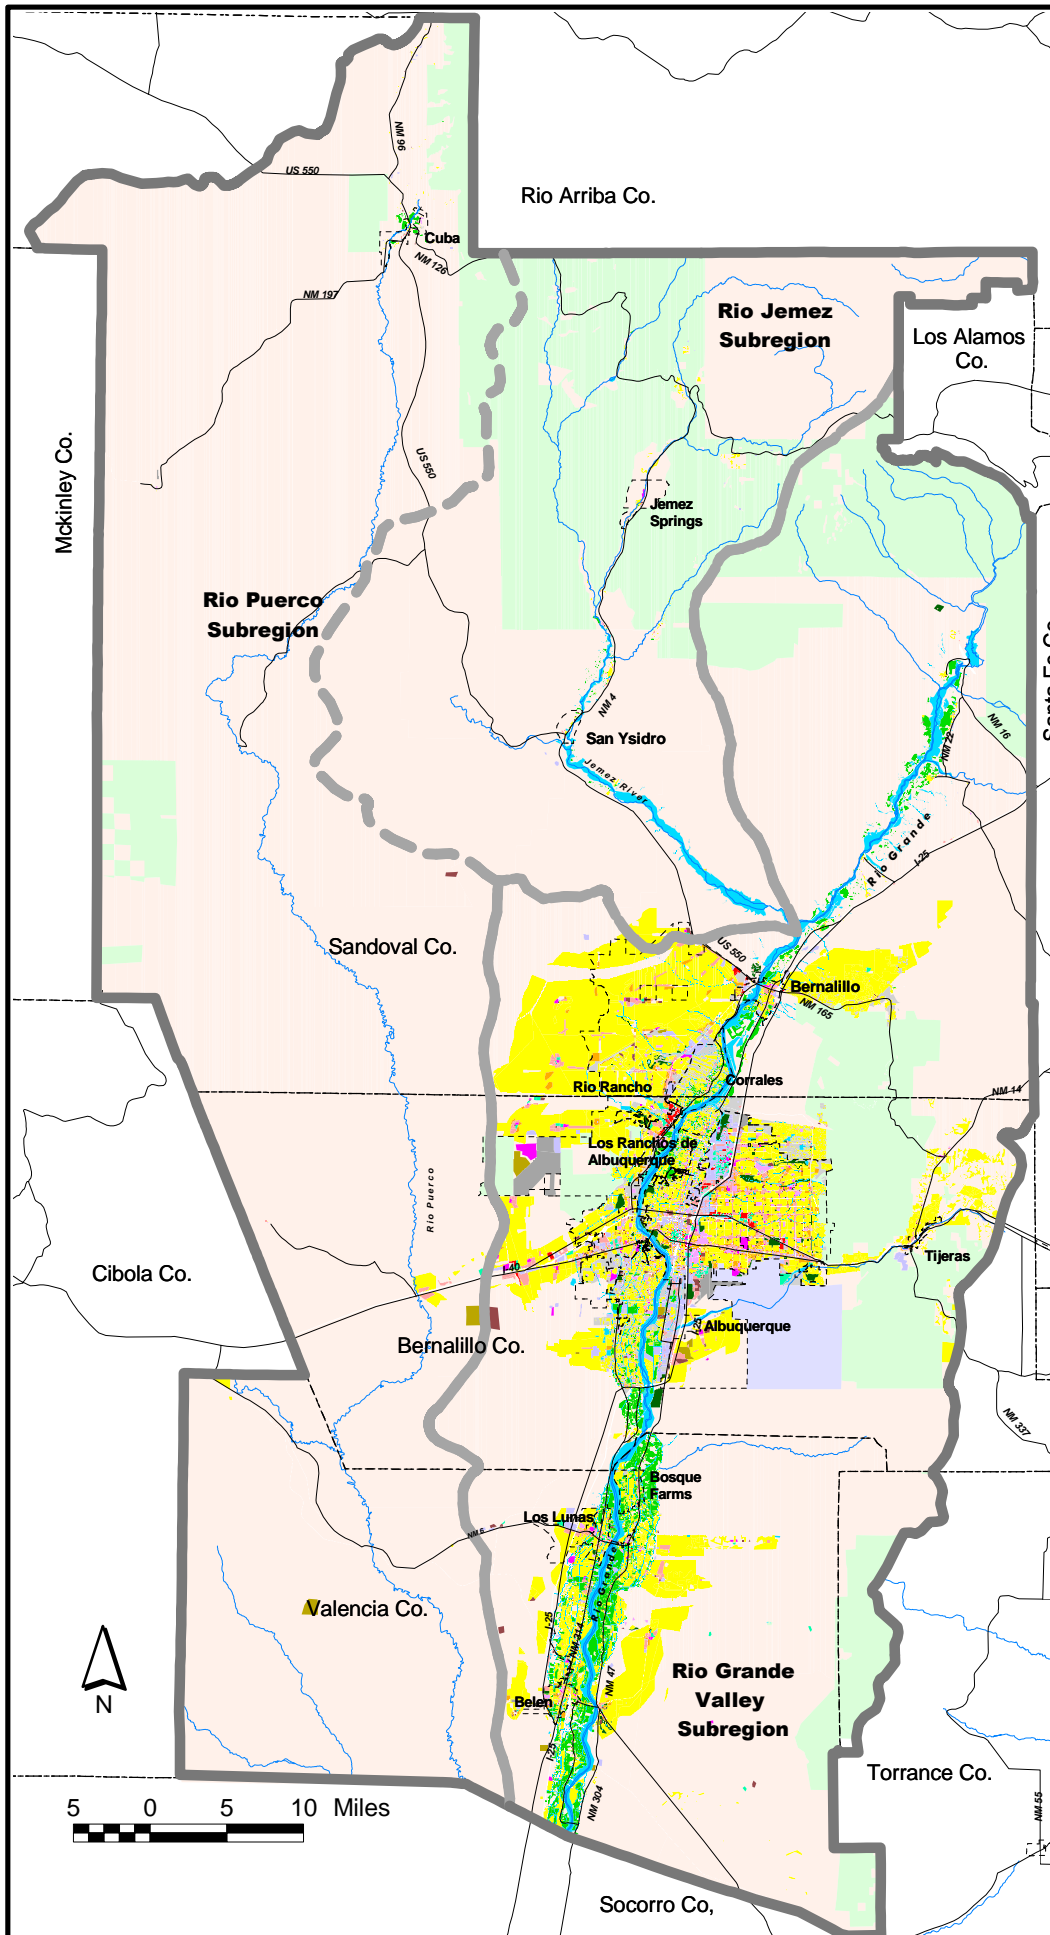 NM 96
US 550
Rio Arriba Co.
Cuba
NM 126
NM 197
Rio Jemez
Subregion
Los Alamos
Co.
Mckinley Co.
US 550
Jemez
Springs
Rio Puerco
Subregion
Santa Fe Co.
NM 4
NM 16
San Ysidro
NM 22
Jemez River
Rio Grande
I-25
Sandoval Co.
US 550
Bernalillo
NM 165
Rio Rancho
Corrales
NM 14
Los Ranchos de
Albuquerque
Rio Puerco
Tijeras
Cibola Co.
I-40
Albuquerque
I-25
Bernalillo Co.
NM 337
Bosque
Farms
Los Lunas
NM 6
Rio Grande
Valencia Co.
I-25
NM 314
Rio Grande
Valley
Subregion
NM 47
Belen
N
I-25
Torrance Co.
NM 304
NM 55
5 0 5 10 Miles
Socorro Co,